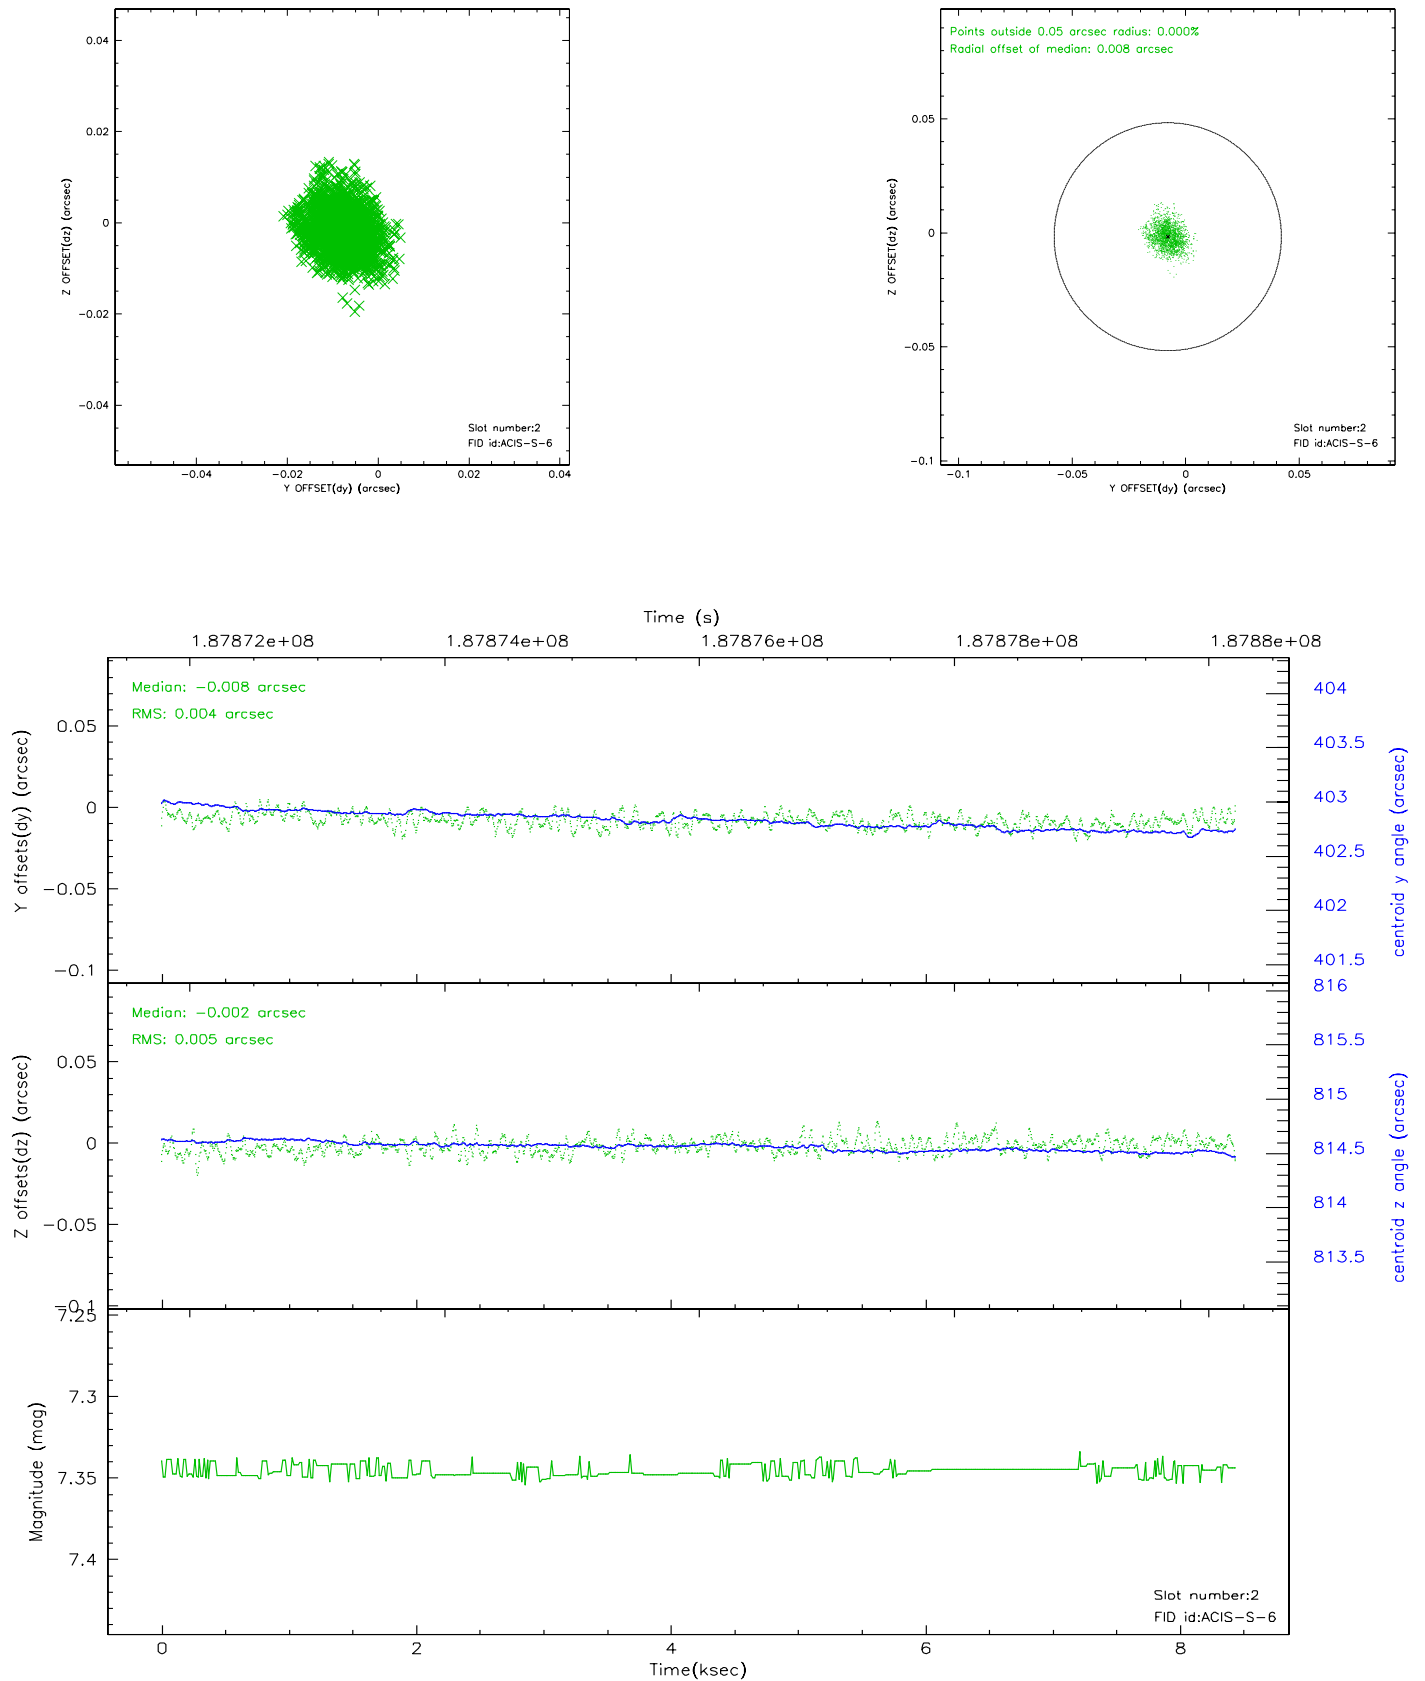 0.04
0.02
0
-0.02
-0.04
Z OFFSET(dz) (arcsec)
Slot number:2
FID id:ACIS-S-6
-0.04 -0.02 0 0.02 0.04
Y OFFSET(dy) (arcsec)
Points outside 0.05 arcsec radius: 0.000%
Radial offset of median: 0.008 arcsec
0.05
0
-0.05
-0.1
Z OFFSET(dz) (arcsec)
Slot number:2
FID id:ACIS-S-6
-0.1 -0.05 0 0.05
Y OFFSET(dy) (arcsec)
Time (s)
1.87872e+08 1.87874e+08 1.87876e+08 1.87878e+08 1.8788e+08
Median: -0.008 arcsec
RMS: 0.004 arcsec
0.05
0
-0.05
-0.1
Y offsets(dy) (arcsec)
404
403.5
403
402.5
402
401.5
centroid y angle (arcsec)
Median: -0.002 arcsec
RMS: 0.005 arcsec
0.05
0
-0.05
-0.1
Z offsets(dz) (arcsec)
816
815.5
815
814.5
814
813.5
centroid z angle (arcsec)
7.25
7.3
7.35
7.4
Magnitude (mag)
Slot number:2
FID id:ACIS-S-6
0 2 4 6 8
Time(ksec)